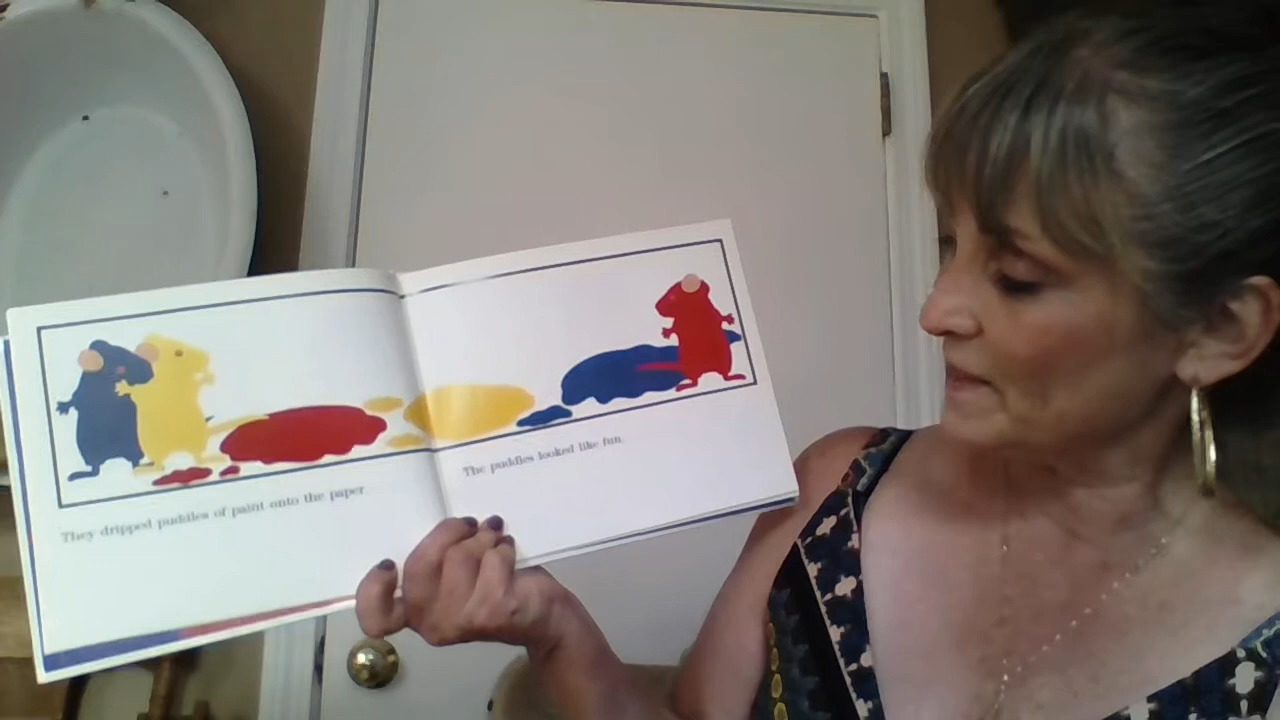 They dripped puddles of paint onto the paper.
The puddles looked like fun.